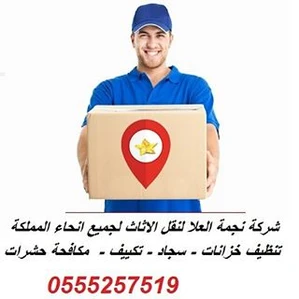 شركة نجمة العلا لنقل الاثاث لجميع انحاء المملكة
تنظيف خزانات - سجاد - تكييف - مكافحة حشرات
0555257519